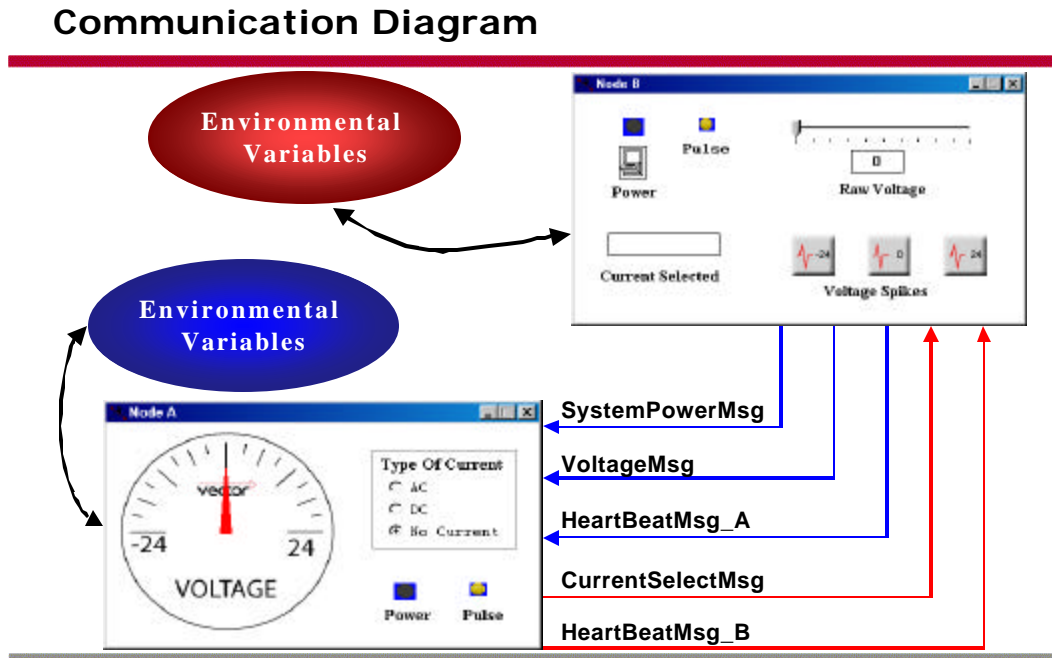 Communication Diagram
Environmental
Variables
Node B
Power
Pulse
0
Raw Voltage
Current Selected
-24
0
24
Voltage Spikes
Environmental
Variables
Node A
vector
-24
24
VOLTAGE
Type Of Current
AC
DC
No Current
Power
Pulse
SystemPowerMsg
VoltageMsg
HeartBeatMsg_A
CurrentSelectMsg
HeartBeatMsg_B